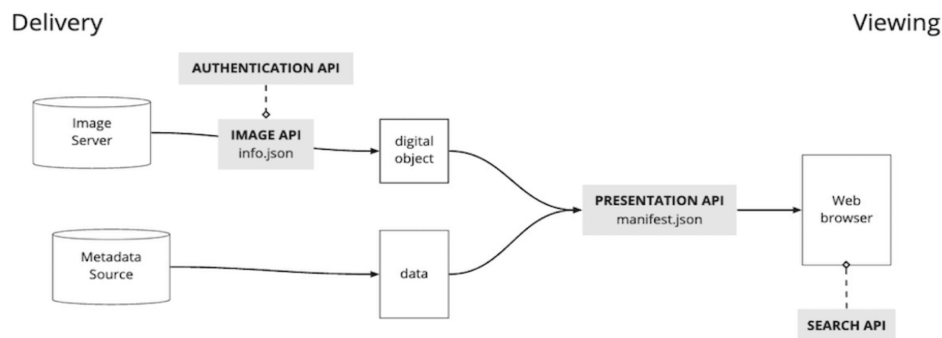 Delivery
Viewing
AUTHENTICATION API
Image
Server
IMAGE API
info.json
digital
object
PRESENTATION API
manifest.json
Web
browser
Metadata
Source
data
SEARCH API